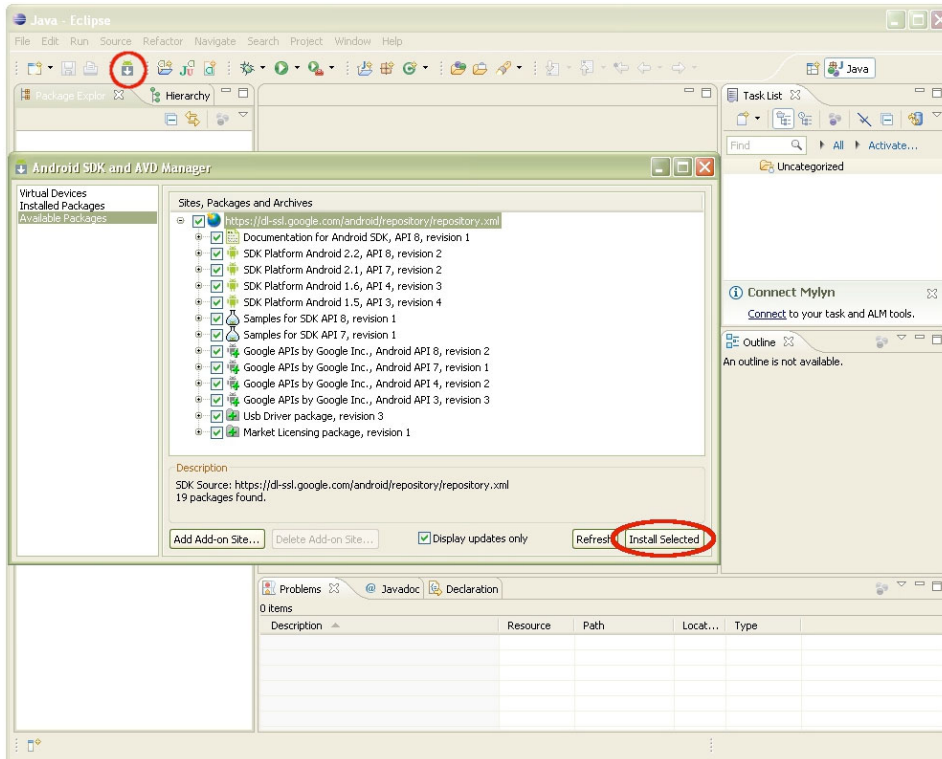 Java - Eclipse
File Edit Run Source Refactor Navigate Search Project Window Help
Java
Package Explor Hierarchy
Task List
Find All Activate...
Uncategorized
Android SDK and AVD Manager
Virtual Devices
Installed Packages
Available Packages
Sites, Packages and Archives
https://dl-ssl.google.com/android/repository/repository.xml
Documentation for Android SDK, API 8, revision 1
SDK Platform Android 2.2, API 8, revision 2
SDK Platform Android 2.1, API 7, revision 2
SDK Platform Android 1.6, API 4, revision 3
SDK Platform Android 1.5, API 3, revision 4
Samples for SDK API 8, revision 1
Samples for SDK API 7, revision 1
Google APIs by Google Inc., Android API 8, revision 2
Google APIs by Google Inc., Android API 7, revision 1
Google APIs by Google Inc., Android API 4, revision 2
Google APIs by Google Inc., Android API 3, revision 3
Usb Driver package, revision 3
Market Licensing package, revision 1
Description
SDK Source: https://dl-ssl.google.com/android/repository/repository.xml
19 packages found.
Add Add-on Site... Delete Add-on Site... Display updates only Refresh Install Selected
Connect Mylyn
Connect to your task and ALM tools.
Outline
An outline is not available.
Problems @ Javadoc Declaration
0 items
Description Resource Path Locat... Type